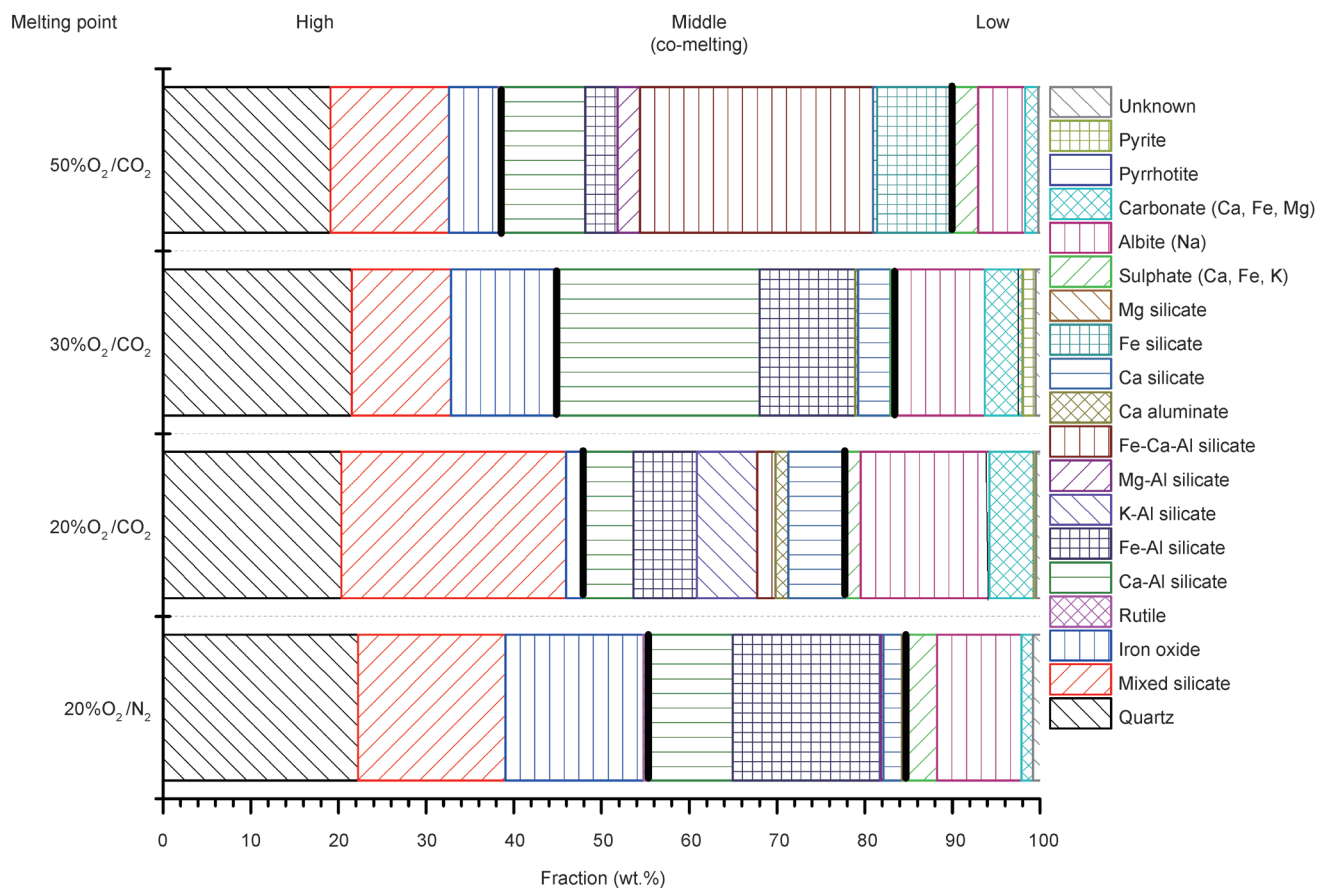 Melting point High Middle Low
(co-melting)
50%O₂/CO₂
30%O₂/CO₂
20%O₂/CO₂
20%O₂/N₂
Unknown
Pyrite
Pyrrhotite
Carbonate (Ca, Fe, Mg)
Albite (Na)
Sulphate (Ca, Fe, K)
Mg silicate
Fe silicate
Ca silicate
Ca aluminate
Fe-Ca-Al silicate
Mg-Al silicate
K-Al silicate
Fe-Al silicate
Ca-Al silicate
Rutile
Iron oxide
Mixed silicate
Quartz
0 10 20 30 40 50 60 70 80 90 100
Fraction (wt.%)